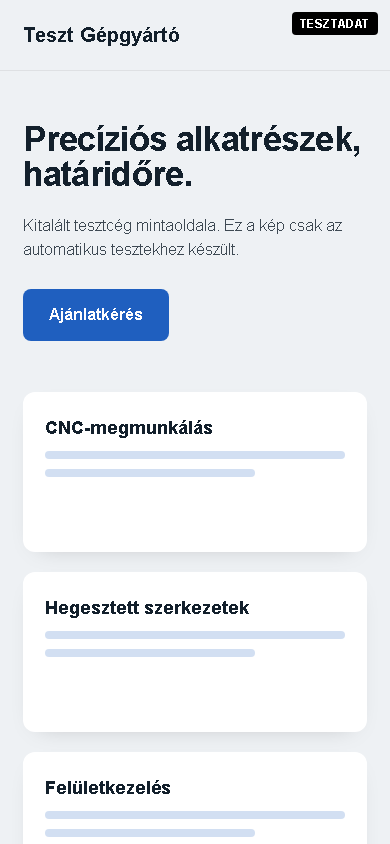 Teszt Gépgyártó
TESZTADAT
Precíziós alkatrészek,
határidőre.
Kitalált tesztcég mintaoldala. Ez a kép csak az
automatikus tesztekhez készült.
Ajánlatkérés
CNC-megmunkálás
Hegesztett szerkezetek
Felületkezelés